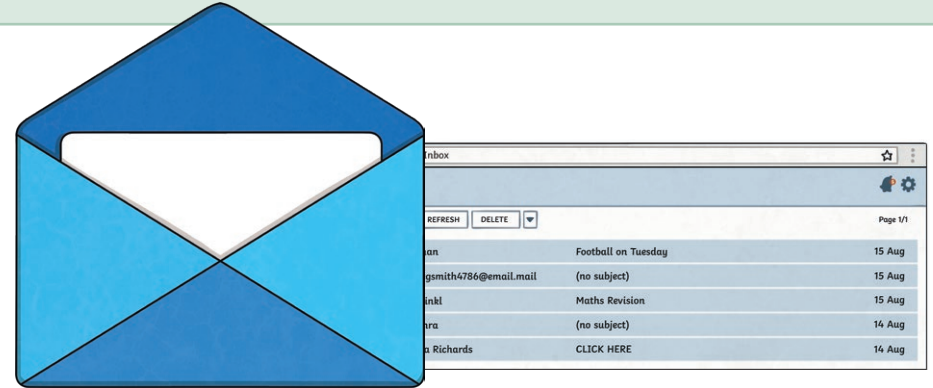 Inbox
REFRESH DELETE Page 1/1
Football on Tuesday 15 Aug
gsmith4786@email.mail (no subject) 15 Aug
Maths Revision 15 Aug
(no subject) 14 Aug
Richards CLICK HERE 14 Aug